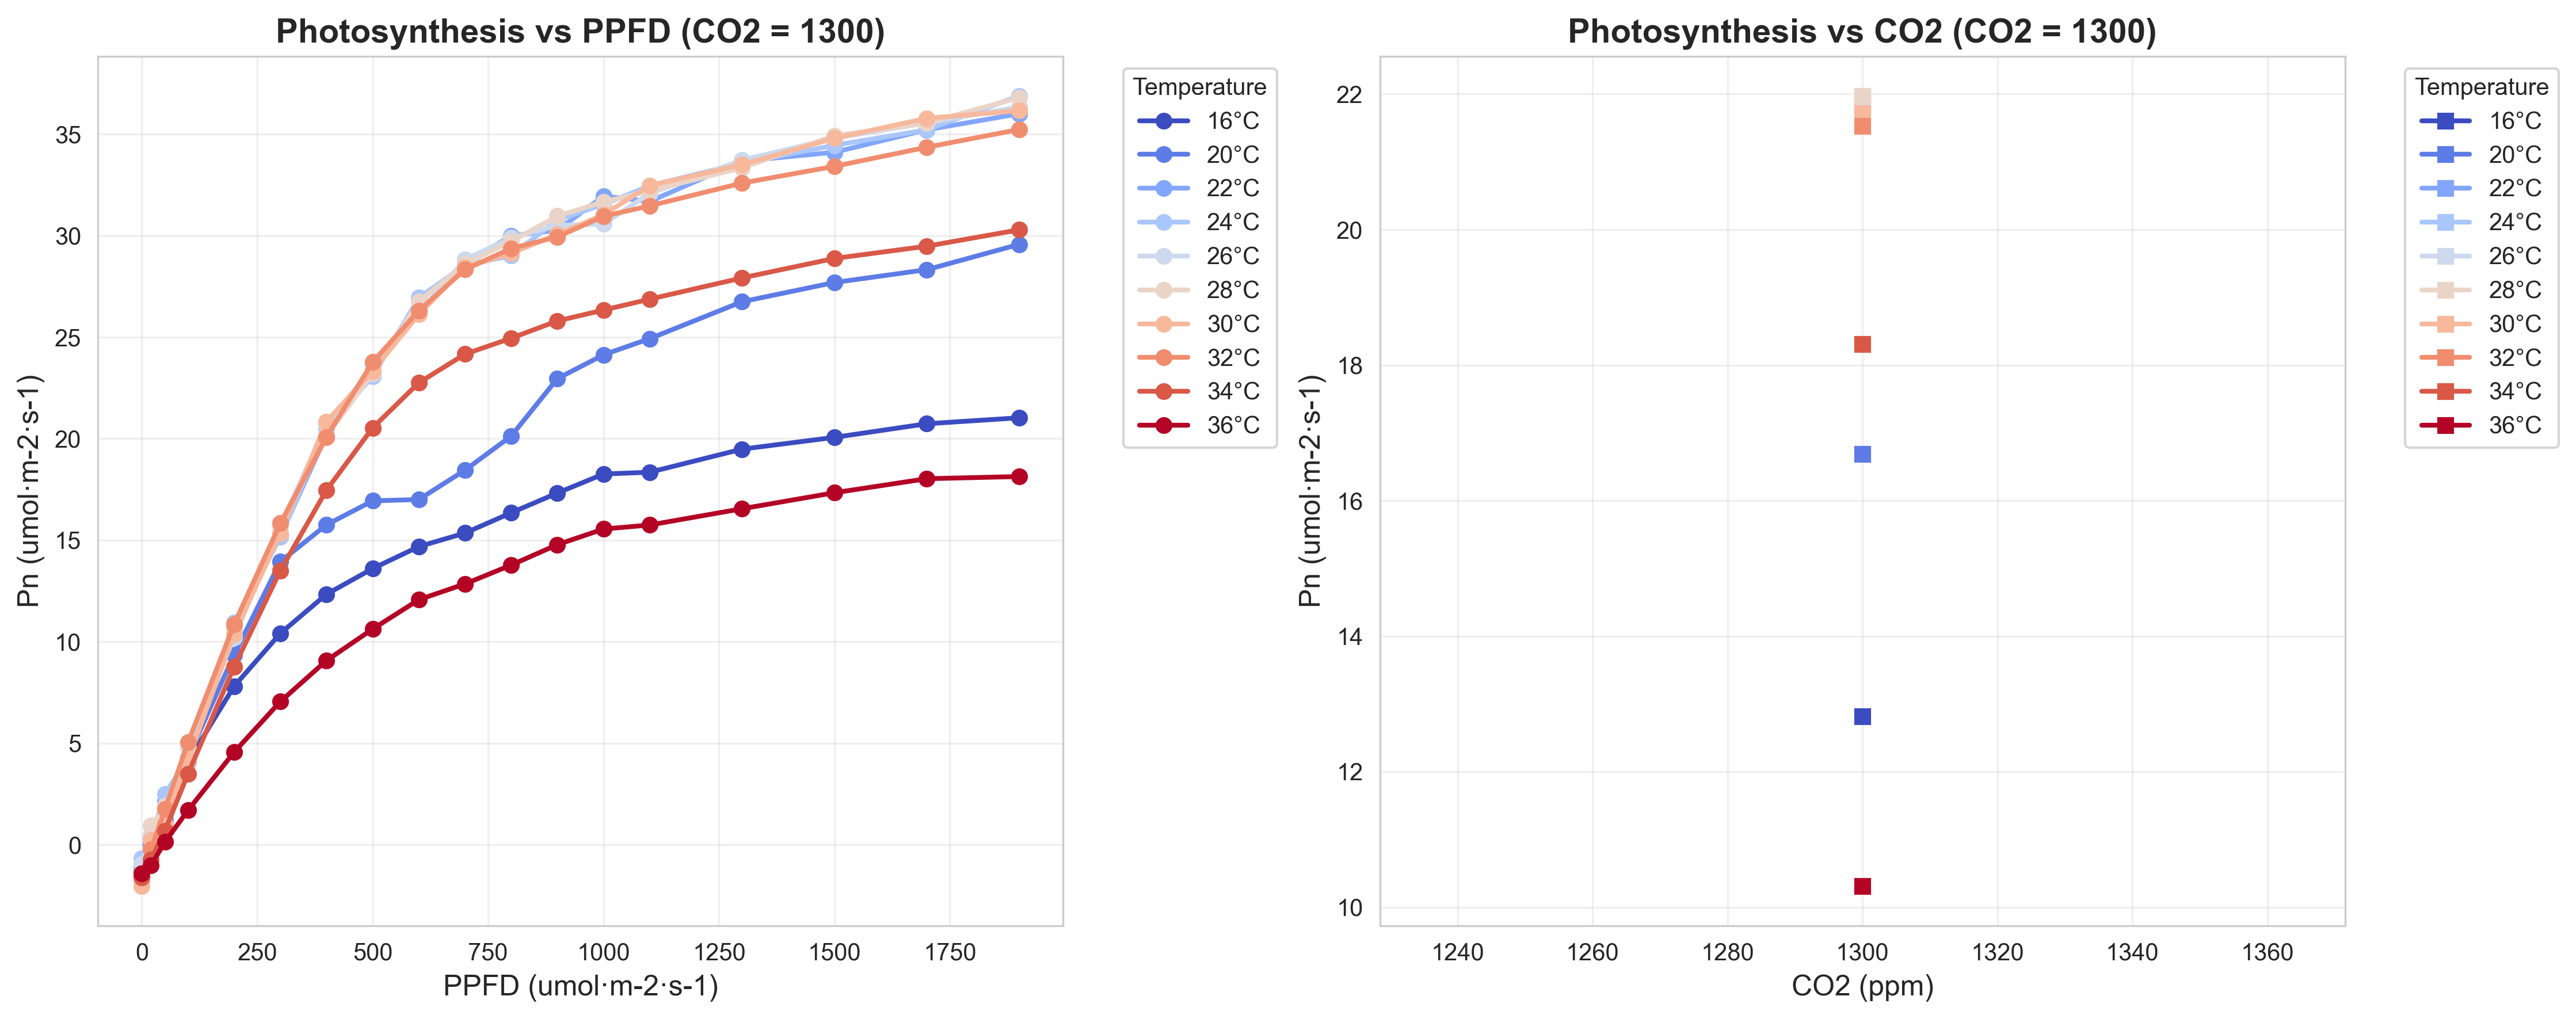 Photosynthesis vs PPFD (CO2 = 1300)
Pn (umol·m-2·s-1)
35
30
25
20
15
10
5
0
0 250 500 750 1000 1250 1500 1750
PPFD (umol·m-2·s-1)
Temperature
16°C
20°C
22°C
24°C
26°C
28°C
30°C
32°C
34°C
36°C
Photosynthesis vs CO2 (CO2 = 1300)
Pn (umol·m-2·s-1)
22
20
18
16
14
12
10
1240 1260 1280 1300 1320 1340 1360
CO2 (ppm)
Temperature
16°C
20°C
22°C
24°C
26°C
28°C
30°C
32°C
34°C
36°C